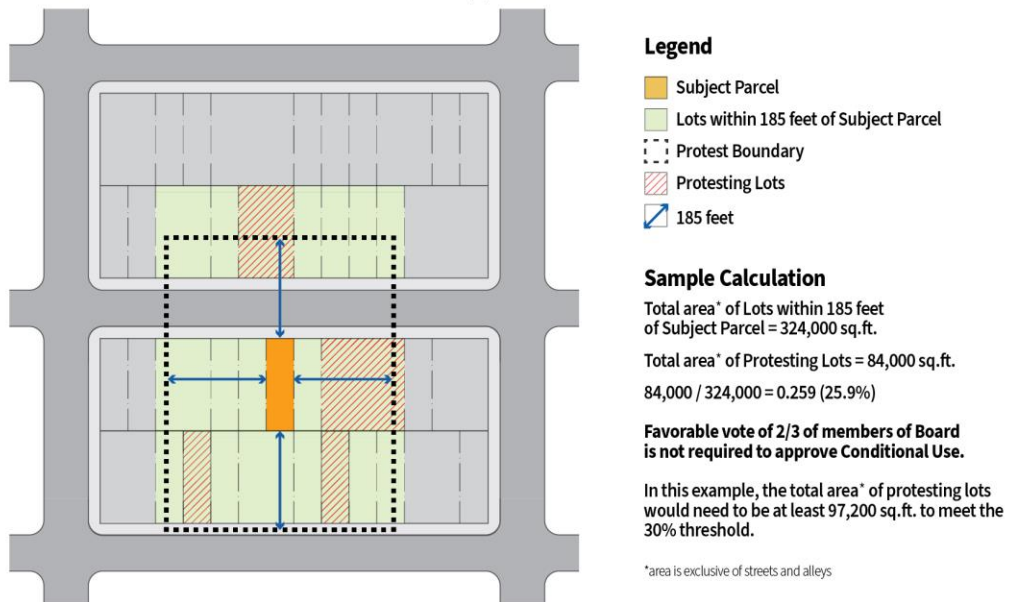 Legend
Subject Parcel
Lots within 185 feet of Subject Parcel
Protest Boundary
Protesting Lots
185 feet
Sample Calculation
Total area* of Lots within 185 feet
of Subject Parcel = 324,000 sq.ft.
Total area* of Protesting Lots = 84,000 sq.ft.
84,000 / 324,000 = 0.259 (25.9%)
Favorable vote of 2/3 of members of Board
is not required to approve Conditional Use.
In this example, the total area* of protesting lots
would need to be at least 97,200 sq.ft. to meet the
30% threshold.
*area is exclusive of streets and alleys